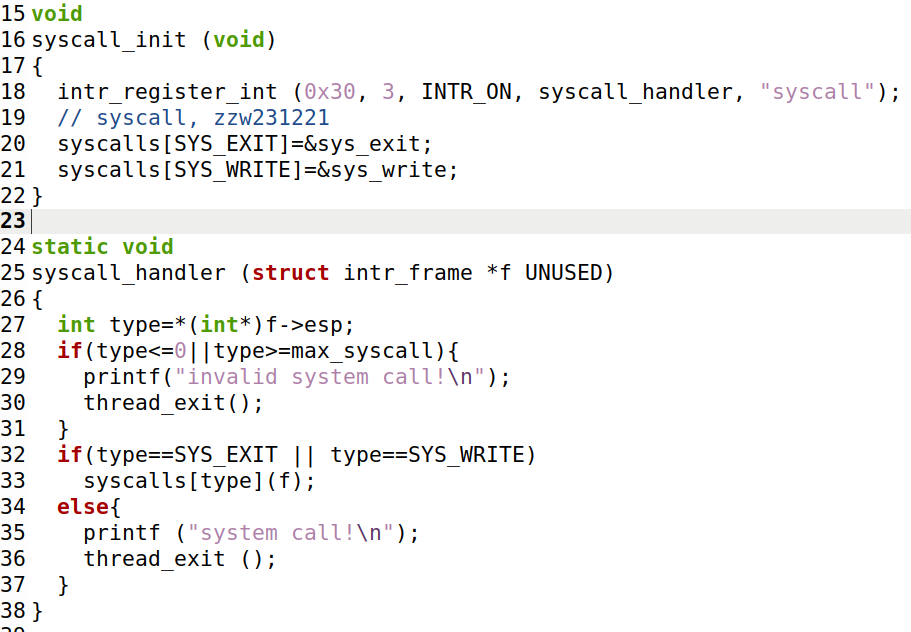 15 void
16 syscall_init (void)
17 {
18   intr_register_int (0x30, 3, INTR_ON, syscall_handler, "syscall");
19   // syscall, zzw231221
20   syscalls[SYS_EXIT]=&sys_exit;
21   syscalls[SYS_WRITE]=&sys_write;
22 }
23
24 static void
25 syscall_handler (struct intr_frame *f UNUSED)
26 {
27   int type=*(int*)f->esp;
28   if(type<=0||type>=max_syscall){
29     printf("invalid system call!\n");
30     thread_exit();
31   }
32   if(type==SYS_EXIT || type==SYS_WRITE)
33     syscalls[type](f);
34   else{
35     printf ("system call!\n");
36     thread_exit ();
37   }
38 }